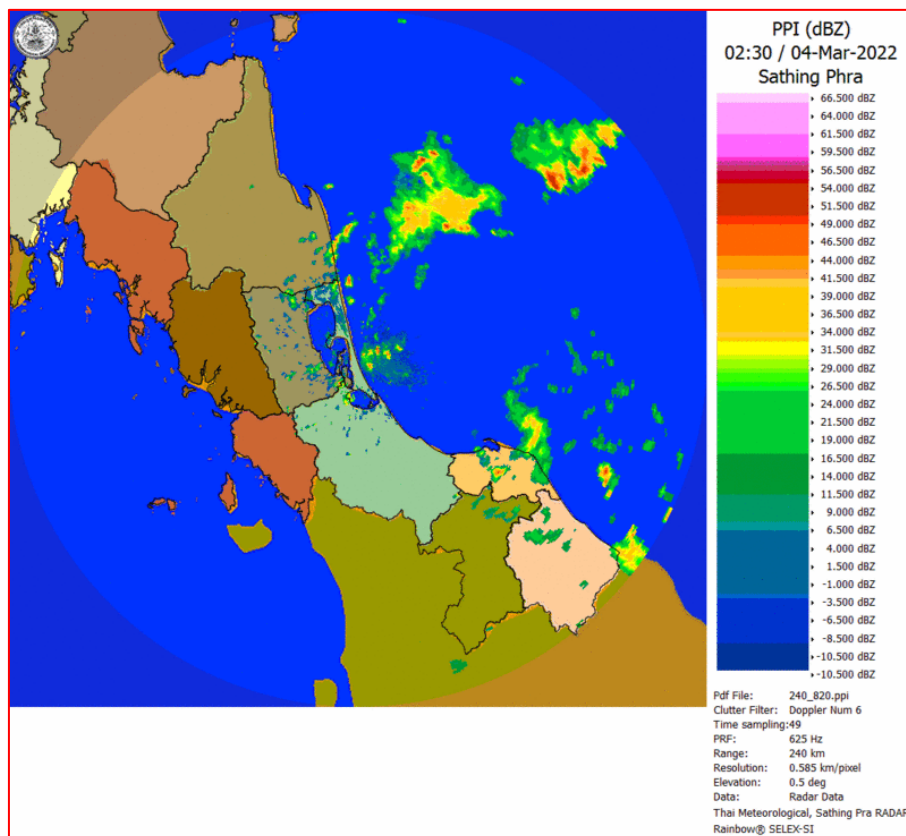 PPI (dBZ)
02:30 / 04-Mar-2022
Sathing Phra
66.500 dBZ
64.000 dBZ
61.500 dBZ
59.500 dBZ
56.500 dBZ
54.000 dBZ
51.500 dBZ
49.000 dBZ
46.500 dBZ
44.000 dBZ
41.500 dBZ
39.000 dBZ
36.500 dBZ
34.000 dBZ
31.500 dBZ
29.000 dBZ
26.500 dBZ
24.000 dBZ
21.500 dBZ
19.000 dBZ
16.500 dBZ
14.000 dBZ
11.500 dBZ
9.000 dBZ
6.500 dBZ
4.000 dBZ
1.500 dBZ
-1.000 dBZ
-3.500 dBZ
-6.500 dBZ
-8.500 dBZ
-10.500 dBZ
-10.500 dBZ
Pdf File: 240_820.ppi
Clutter Filter: Doppler Num 6
Time sampling:49
PRF: 625 Hz
Range: 240 km
Resolution: 0.585 km/pixel
Elevation: 0.5 deg
Data: Radar Data
Thai Meteorological, Sathing Pra RADAR
Rainbow® SELEX-SI